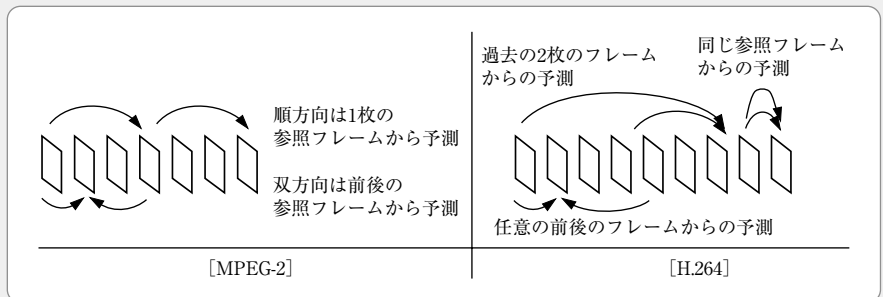 順方向は1枚の
参照フレームから予測
双方向は前後の
参照フレームから予測
[MPEG-2]
過去の2枚のフレーム
からの予測
同じ参照フレーム
からの予測
任意の前後のフレームからの予測
[H.264]